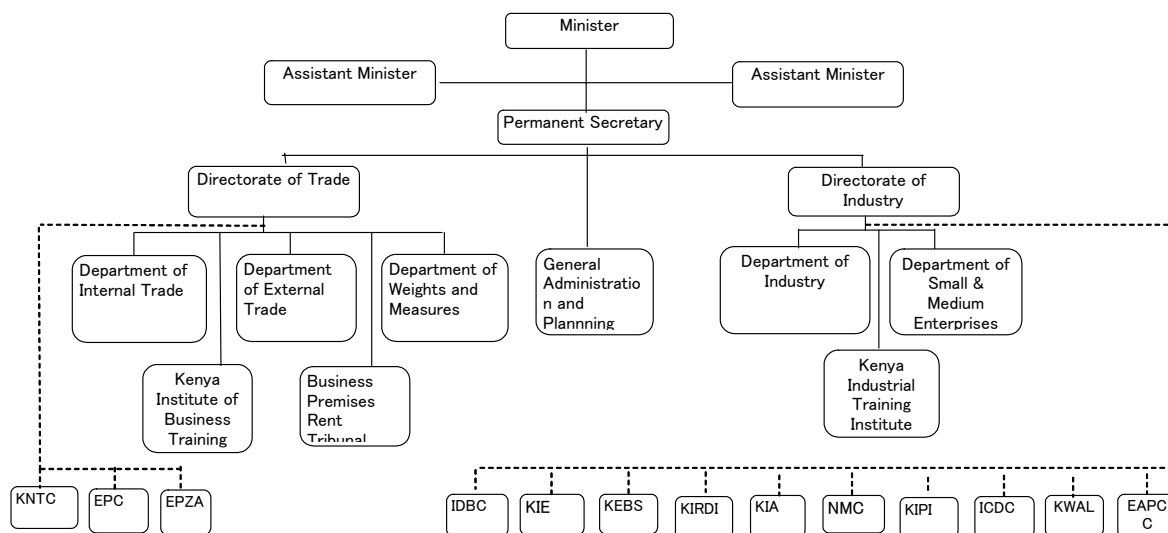 Minister
Assistant Minister
Assistant Minister
Permanent Secretary
Directorate of Trade
Directorate of
Industry
Department of
Internal Trade
Department
of External
Trade
Department of
Weights and
Measures
General
Administratio
n and
Plannning
Department of
Industry
Department of
Small &
Medium
Enterprises
Kenya
Institute of
Business
Training
Business
Premises
Rent
Tribunal
Kenya
Industrial
Training
Institute
KNTC
EPC
EPZA
IDBC
KIE
KEBS
KIRDI
KIA
NMC
KIPI
ICDC
KWAL
EAPC
C